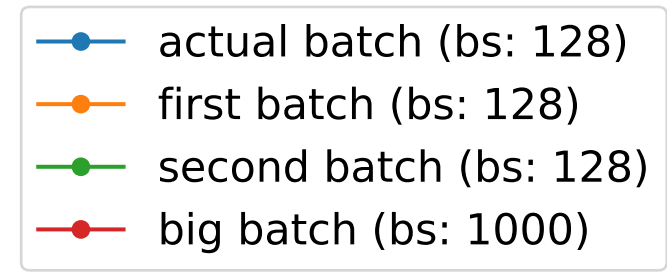 actual batch (bs: 128)
first batch (bs: 128)
second batch (bs: 128)
big batch (bs: 1000)